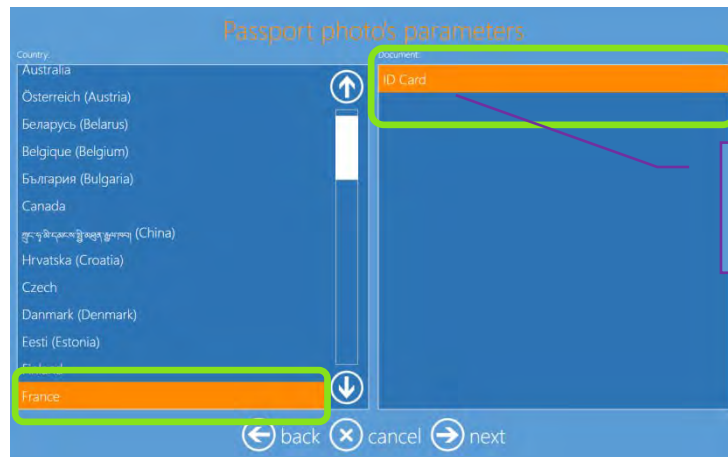 Passport photo's parameters
Country:
Australia
Österreich (Austria)
Беларусь (Belarus)
Belgique (Belgium)
България (Bulgaria)
Canada
(China)
Hrvatska (Croatia)
Czech
Danmark (Denmark)
Eesti (Estonia)
Finland
France
Document:
ID Card
back cancel next